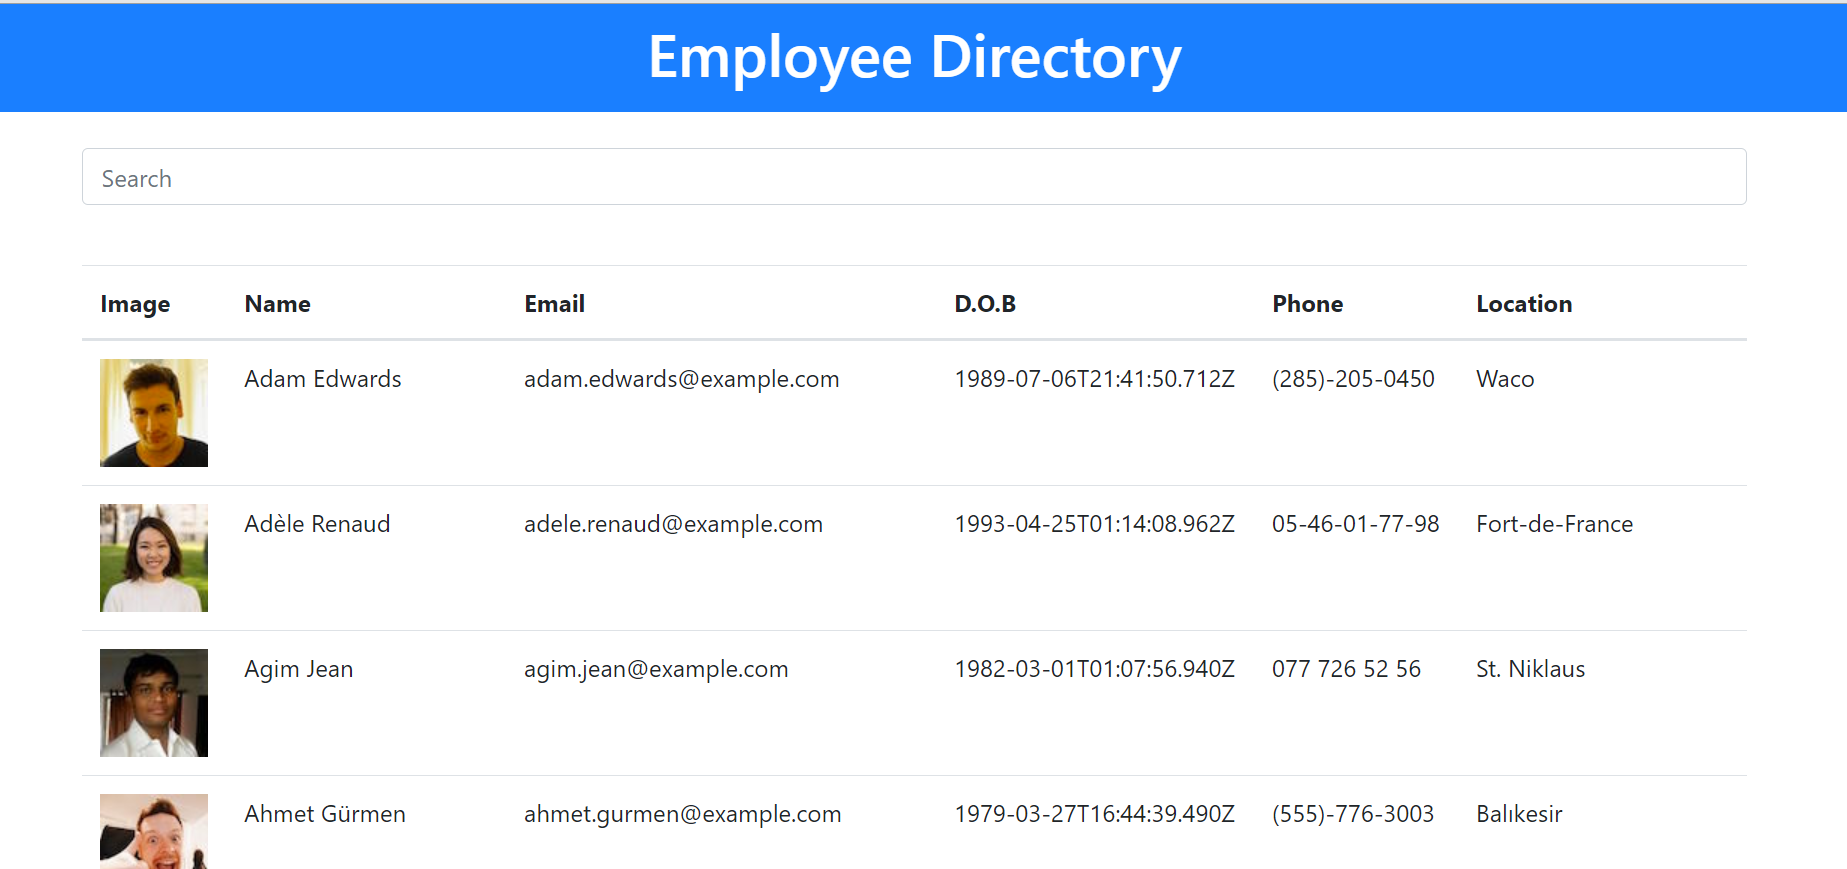 Employee Directory
Search
Image Name Email D.O.B Phone Location
Adam Edwards adam.edwards@example.com 1989-07-06T21:41:50.712Z (285)-205-0450 Waco
Adèle Renaud adele.renaud@example.com 1993-04-25T01:14:08.962Z 05-46-01-77-98 Fort-de-France
Agim Jean agim.jean@example.com 1982-03-01T01:07:56.940Z 077 726 52 56 St. Niklaus
Ahmet Gürmen ahmet.gurmen@example.com 1979-03-27T16:44:39.490Z (555)-776-3003 Balıkesir